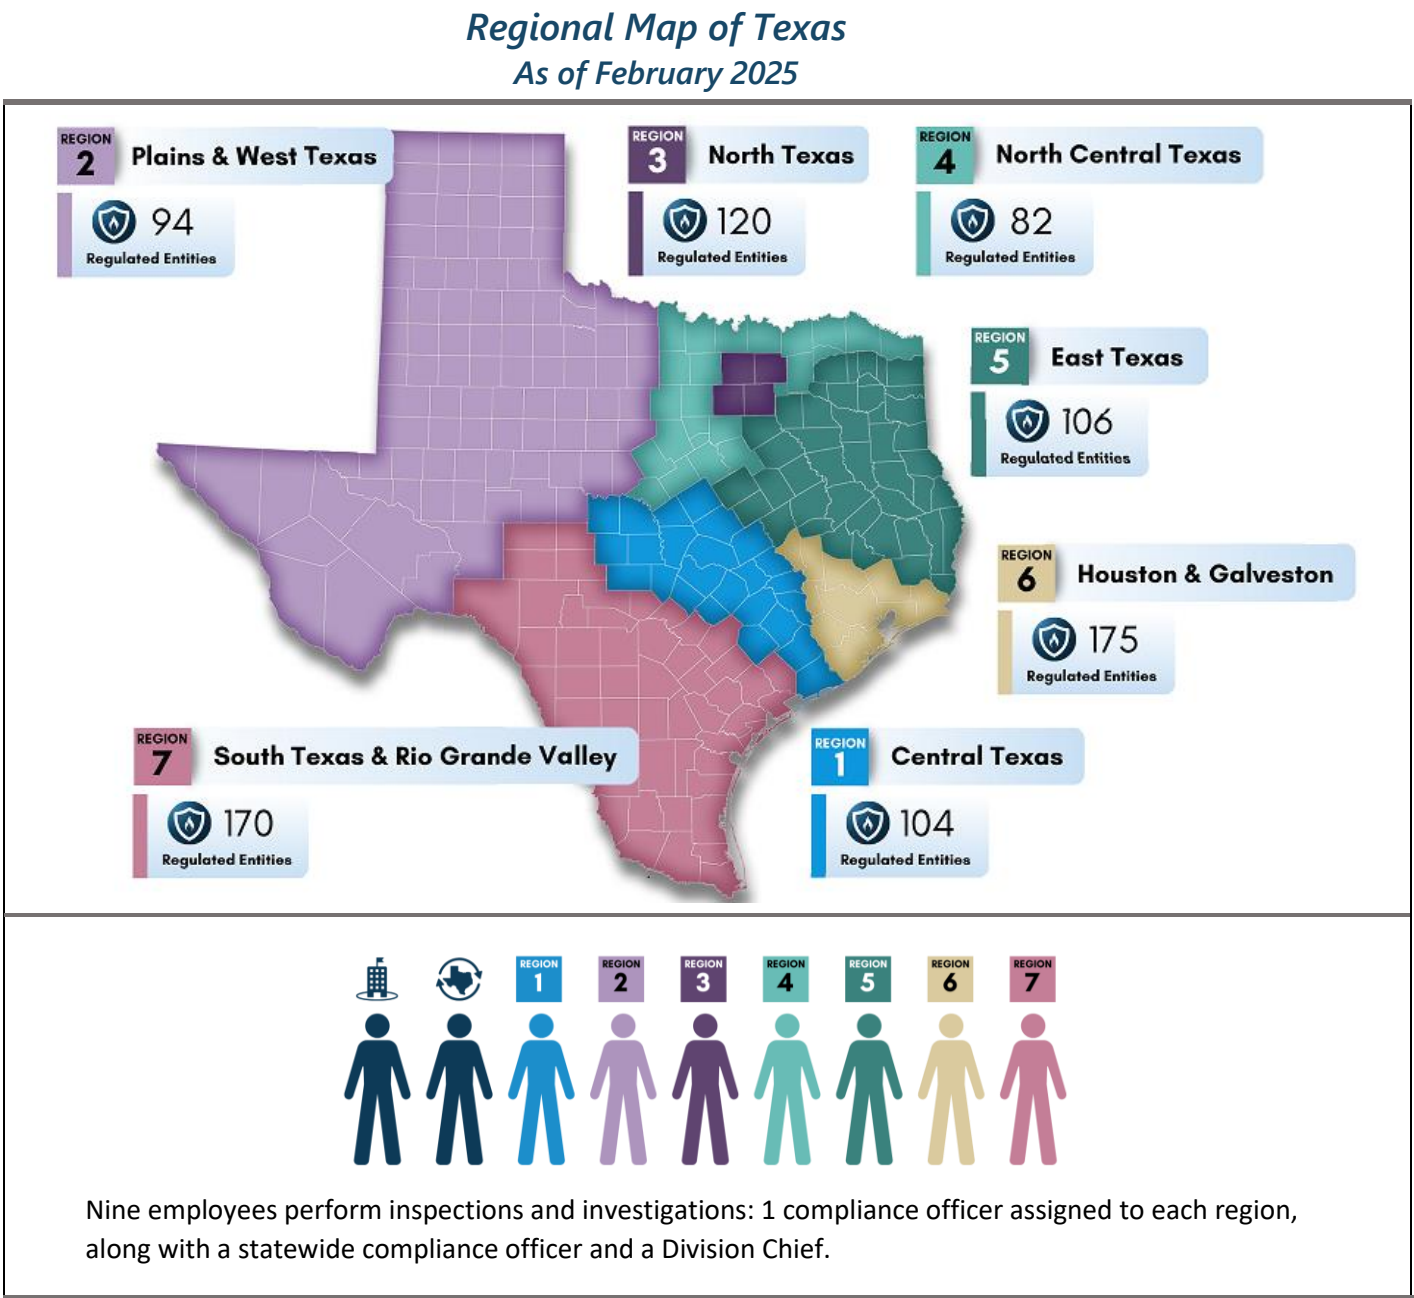 Regional Map of Texas
As of February 2025
REGION
2
Plains & West Texas
94
Regulated Entities
REGION
3
North Texas
120
Regulated Entities
REGION
4
North Central Texas
82
Regulated Entities
REGION
5
East Texas
106
Regulated Entities
REGION
6
Houston & Galveston
175
Regulated Entities
REGION
7
South Texas & Rio Grande Valley
170
Regulated Entities
REGION
1
Central Texas
104
Regulated Entities
REGION
1
REGION
2
REGION
3
REGION
4
REGION
5
REGION
6
REGION
7
Nine employees perform inspections and investigations: 1 compliance officer assigned to each region,
along with a statewide compliance officer and a Division Chief.